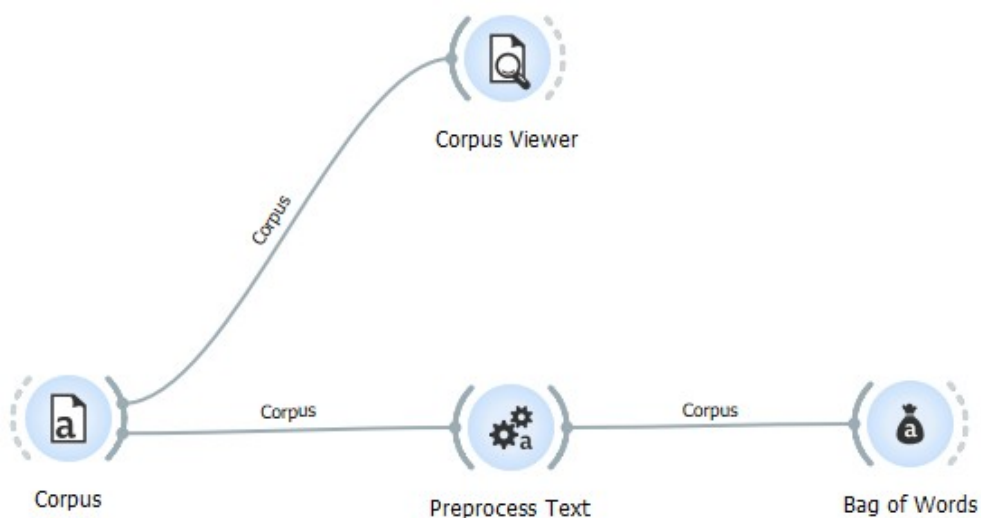 Corpus Viewer
Corpus
Corpus
Corpus
Corpus
Preprocess Text
Bag of Words
a
a
a